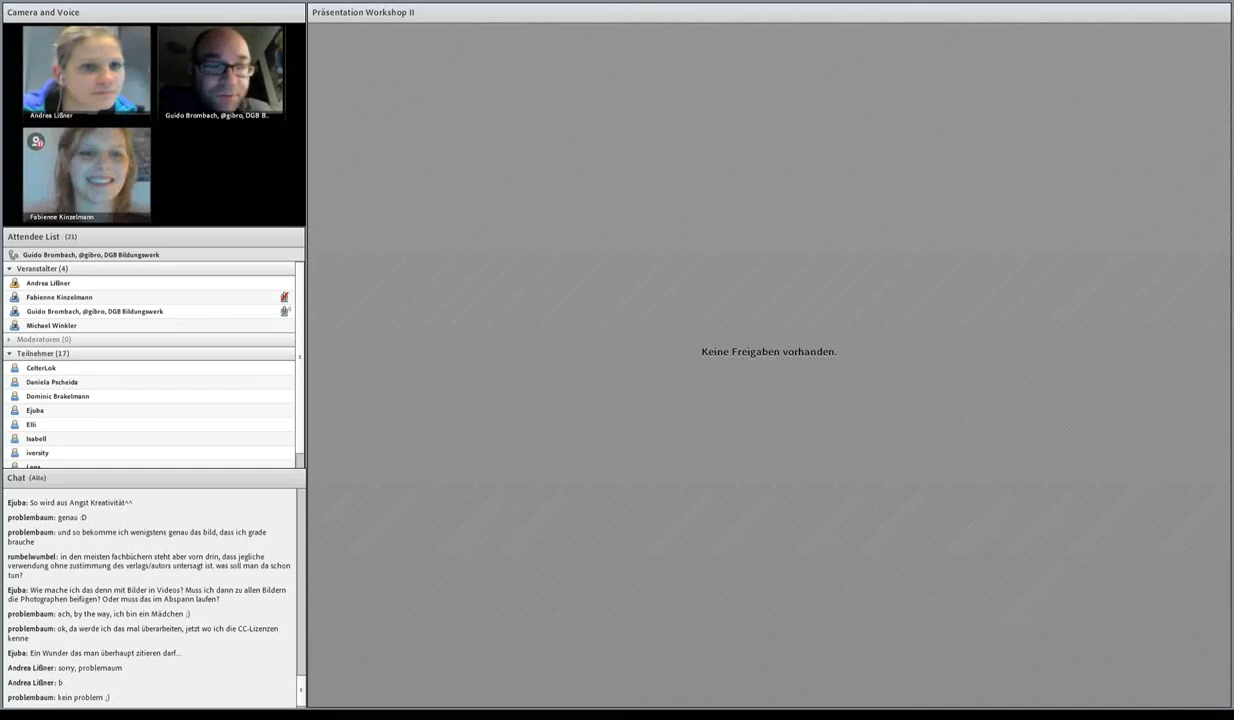 Camera and Voice
Andrea Lißner
Guido Brombach, @gibro, DGB B..
Fabienne Kinzelmann
Attendee List (21)
Guido Brombach, @gibro, DGB Bildungswerk
Veranstalter (4)
Andrea Lißner
Fabienne Kinzelmann
Guido Brombach, @gibro, DGB Bildungswerk
Michael Winkler
Moderatoren (0)
Teilnehmer (17)
CelterLok
Daniela Pscheida
Dominic Brakelmann
Ejuba
Elli
Isabell
iversity
Lena
Chat (Alle)
Ejuba: So wird aus Angst Kreativität^^
problembaum: genau :D
problembaum: und so bekomme ich wenigstens genau das bild, dass ich grade
brauche
rumbelwumbel: in den meisten fachbüchern steht aber vorn drin, dass jegliche
verwendung ohne zustimmung des verlags/autors untersagt ist. was soll man da schon
tun?
Ejuba: Wie mache ich das denn mit Bilder in Videos? Muss ich dann zu allen Bildern
die Photographen beifügen? Oder muss das im Abspann laufen?
problembaum: ach, by the way, ich bin ein Mädchen ;)
problembaum: ok, da werde ich das mal überarbeiten, jetzt wo ich die CC-Lizenzen
kenne
Ejuba: Ein Wunder das man überhaupt zitieren darf...
Andrea Lißner: sorry, problemaum
Andrea Lißner: b
problembaum: kein problem ;)
Präsentation Workshop II
Keine Freigaben vorhanden.